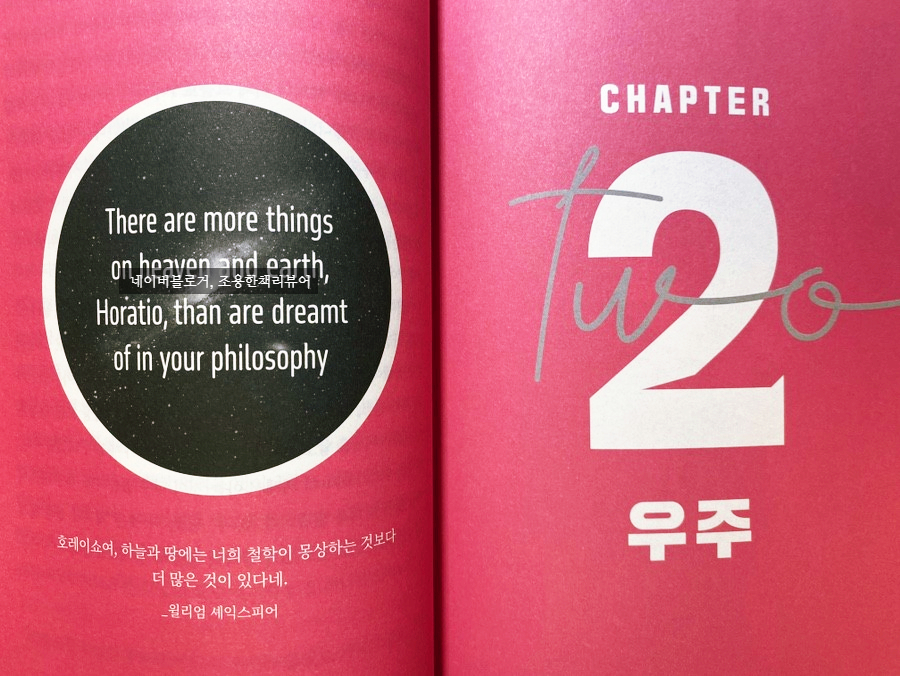 There are more things
on heaven and earth,
네이버블로거, 조용한책리뷰어
Horatio, than are dreamt
of in your philosophy
호레이쇼여, 하늘과 땅에는 너희 철학이 몽상하는 것보다
더 많은 것이 있다네.
_윌리엄 셰익스피어
CHAPTER
2
two
우주